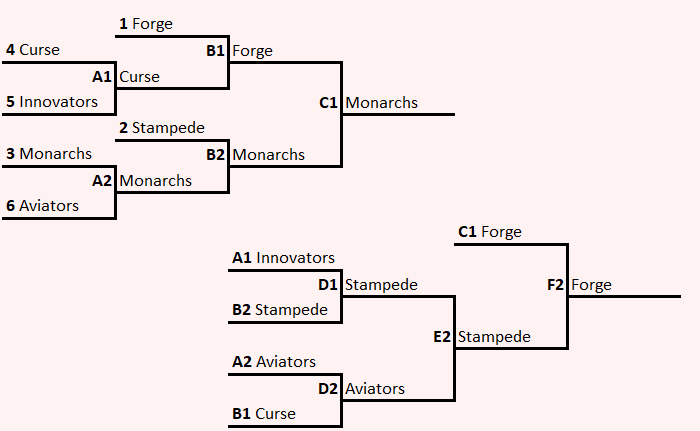 1 Forge
4 Curse
B1 Forge
A1 Curse
5 Innovators
C1 Monarchs
2 Stampede
3 Monarchs
B2 Monarchs
A2 Monarchs
6 Aviators
C1 Forge
A1 Innovators
D1 Stampede
F2 Forge
B2 Stampede
E2 Stampede
A2 Aviators
D2 Aviators
B1 Curse